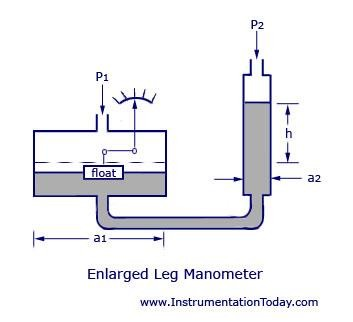 P2
P1
h
float
a2
a1
Enlarged Leg Manometer
www.InstrumentationToday.com